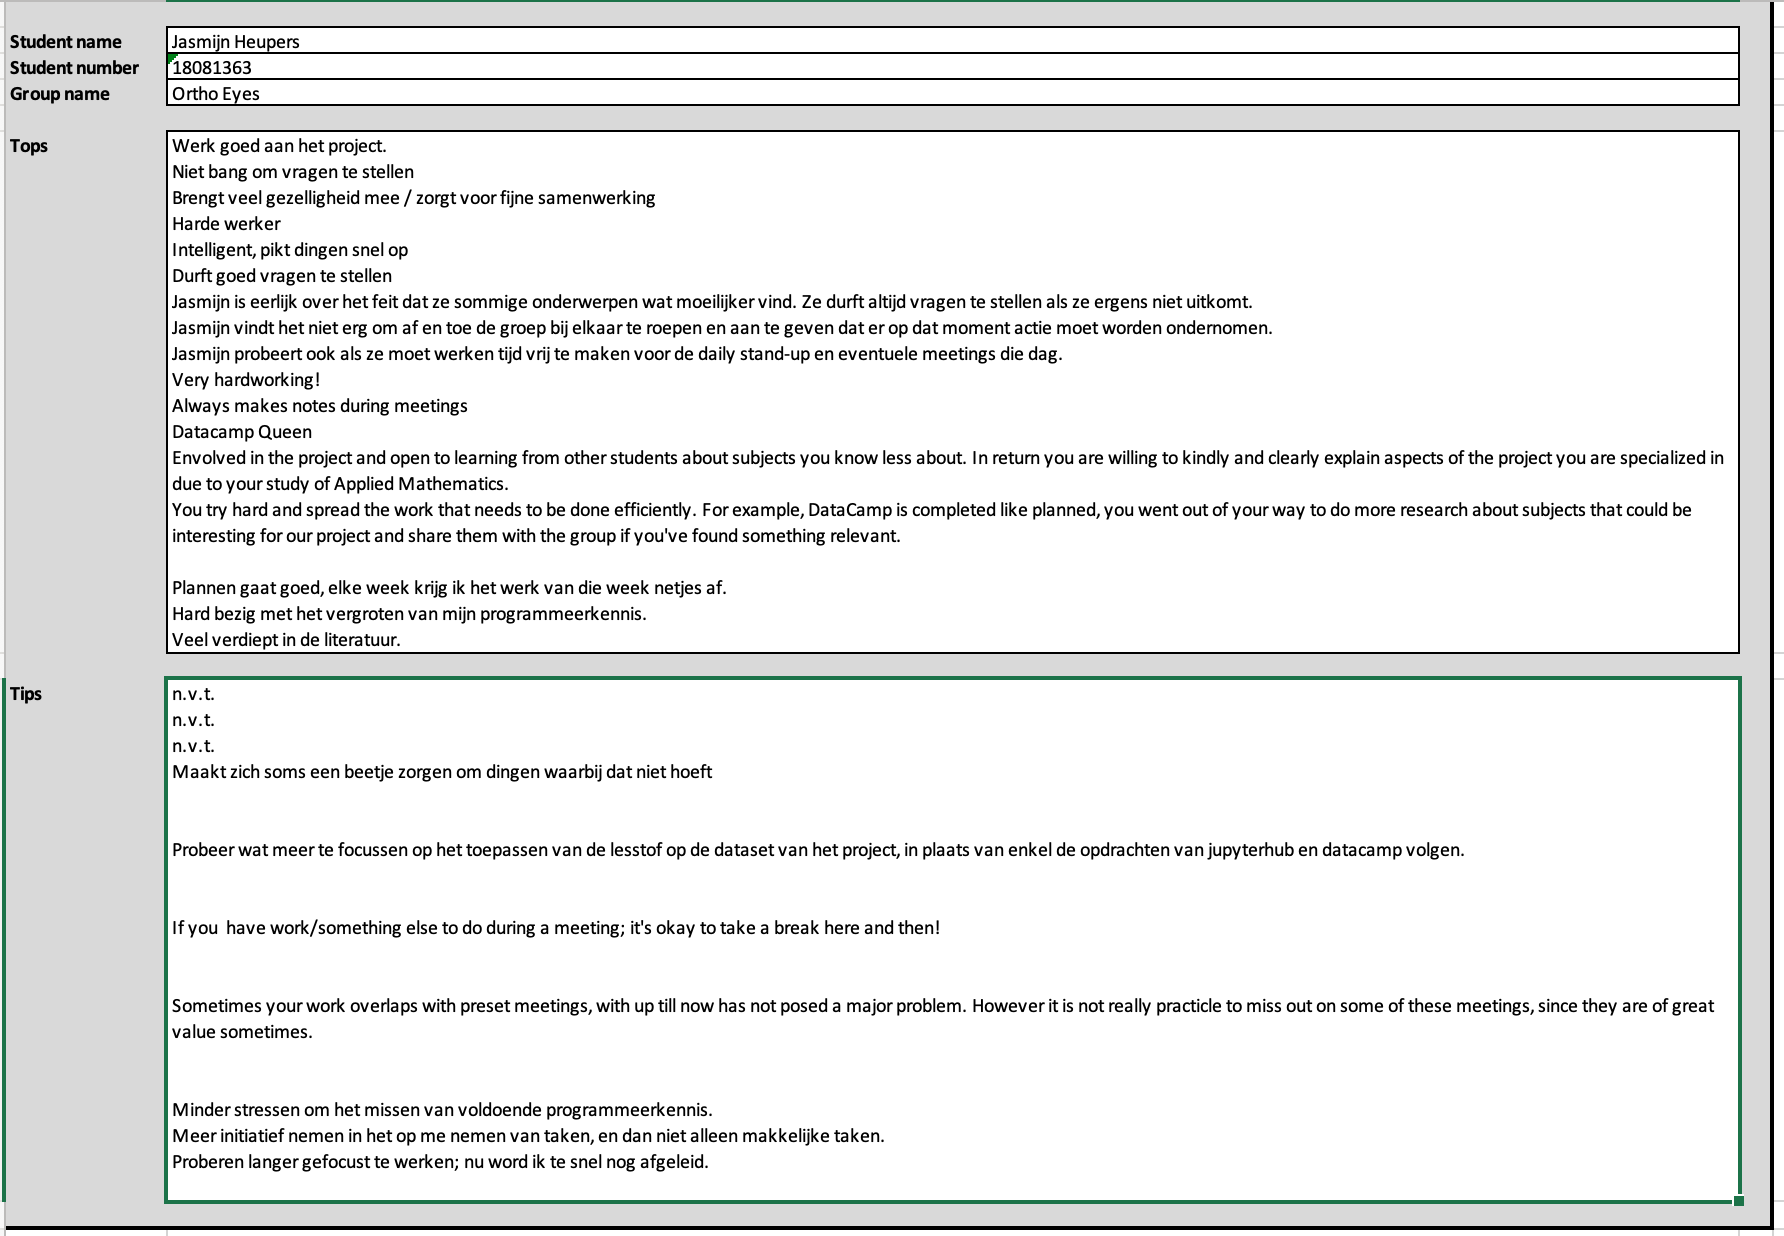 Student name Jasmijn Heupers
Student number 18081363
Group name Ortho Eyes
Tops Werk goed aan het project.
Niet bang om vragen te stellen
Brengt veel gezelligheid mee / zorgt voor fijne samenwerking
Harde werker
Intelligent, pikt dingen snel op
Durft goed vragen te stellen
Jasmijn is eerlijk over het feit dat ze sommige onderwerpen wat moeilijker vind. Ze durft altijd vragen te stellen als ze ergens niet uitkomt.
Jasmijn vindt het niet erg om af en toe de groep bij elkaar te roepen en aan te geven dat er op dat moment actie moet worden ondernomen.
Jasmijn probeert ook als ze moet werken tijd vrij te maken voor de daily stand-up en eventuele meetings die dag.
Very hardworking!
Always makes notes during meetings
Datacamp Queen
Envolved in the project and open to learning from other students about subjects you know less about. In return you are willing to kindly and clearly explain aspects of the project you are specialized in
due to your study of Applied Mathematics.
You try hard and spread the work that needs to be done efficiently. For example, DataCamp is completed like planned, you went out of your way to do more research about subjects that could be
interesting for our project and share them with the group if you've found something relevant.
Plannen gaat goed, elke week krijg ik het werk van die week netjes af.
Hard bezig met het vergroten van mijn programmeerkennis.
Veel verdiept in de literatuur.
Tips n.v.t.
n.v.t.
n.v.t.
Maakt zich soms een beetje zorgen om dingen waarbij dat niet hoeft
Probeer wat meer te focussen op het toepassen van de lesstof op de dataset van het project, in plaats van enkel de opdrachten van jupyterhub en datacamp volgen.
If you  have work/something else to do during a meeting; it's okay to take a break here and then!
Sometimes your work overlaps with preset meetings, with up till now has not posed a major problem. However it is not really practicle to miss out on some of these meetings, since they are of great
value sometimes.
Minder stressen om het missen van voldoende programmeerkennis.
Meer initiatief nemen in het op me nemen van taken, en dan niet alleen makkelijke taken.
Proberen langer gefocust te werken; nu word ik te snel nog afgeleid.